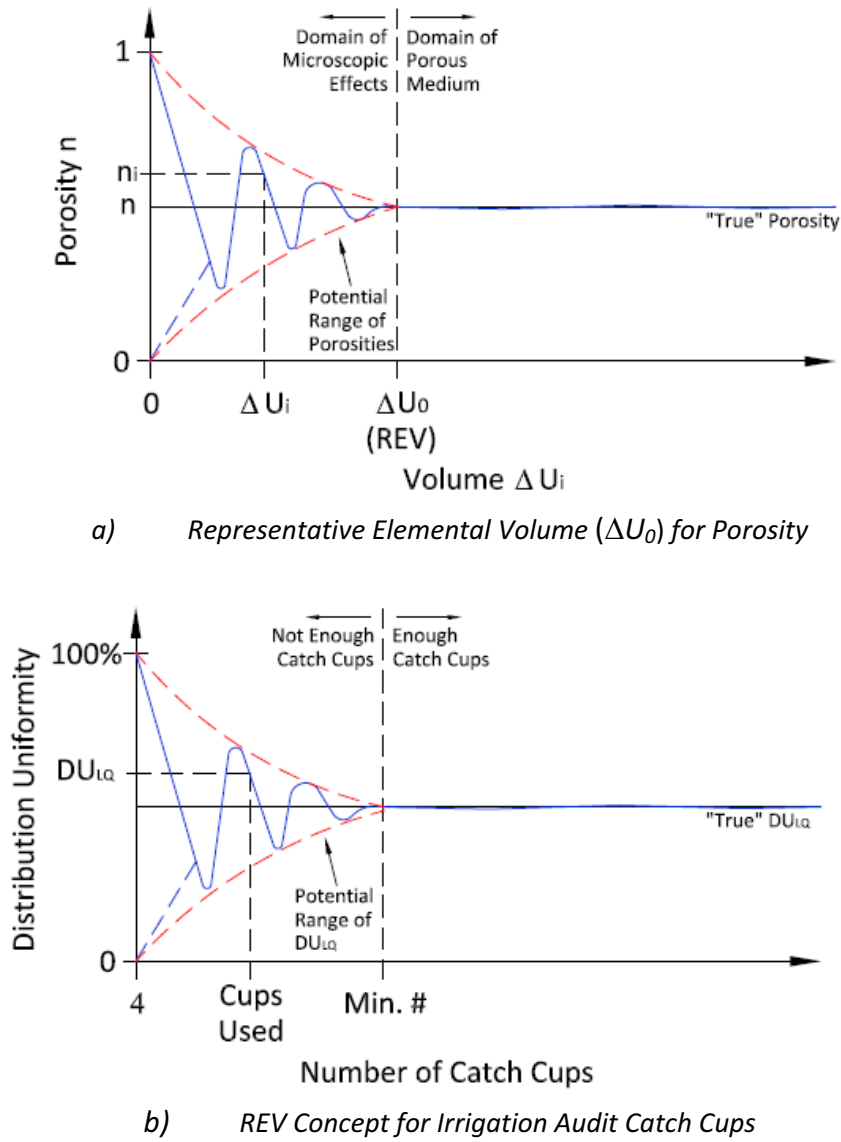 Domain of
Microscopic
Effects
Domain of
Porous
Medium
1
Porosity n
ni
n
"True" Porosity
Potential
Range of
Porosities
0
0
Δ Ui
Δ U0
(REV)
Volume Δ Ui
a) Representative Elemental Volume (ΔU0) for Porosity
Not Enough
Catch Cups
Enough
Catch Cups
100%
Distribution Uniformity
DULQ
"True" DULQ
Potential
Range of
DULQ
0
4
Cups
Used
Min. #
Number of Catch Cups
b) REV Concept for Irrigation Audit Catch Cups